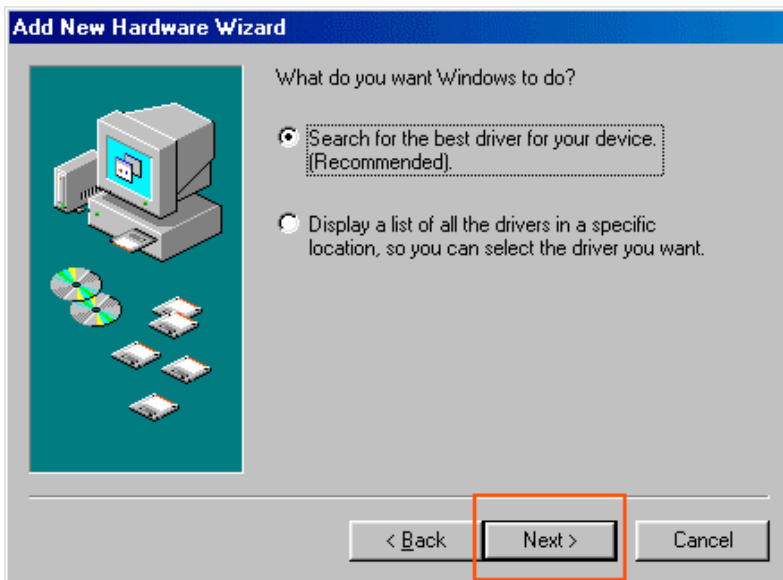 Add New Hardware Wizard
What do you want Windows to do?
Search for the best driver for your device.
(Recommended).
Display a list of all the drivers in a specific
location, so you can select the driver you want.
< Back
Next >
Cancel